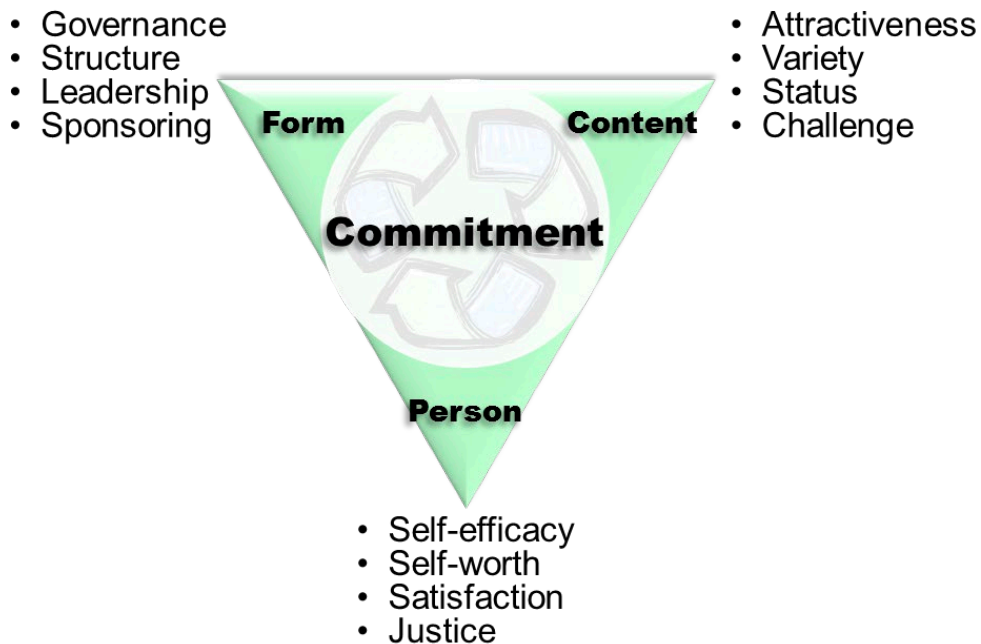 • Governance
• Structure
• Leadership
• Sponsoring
• Attractiveness
• Variety
• Status
• Challenge
Form
Content
Commitment
Person
• Self-efficacy
• Self-worth
• Satisfaction
• Justice